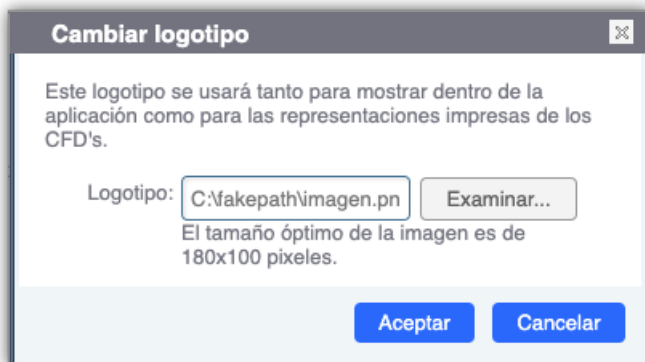 Cambiar logotipo
Este logotipo se usará tanto para mostrar dentro de la
aplicación como para las representaciones impresas de los
CFD's.
Logotipo: C:\fakepath\imagen.pn Examinar...
El tamaño óptimo de la imagen es de
180x100 pixeles.
Aceptar Cancelar